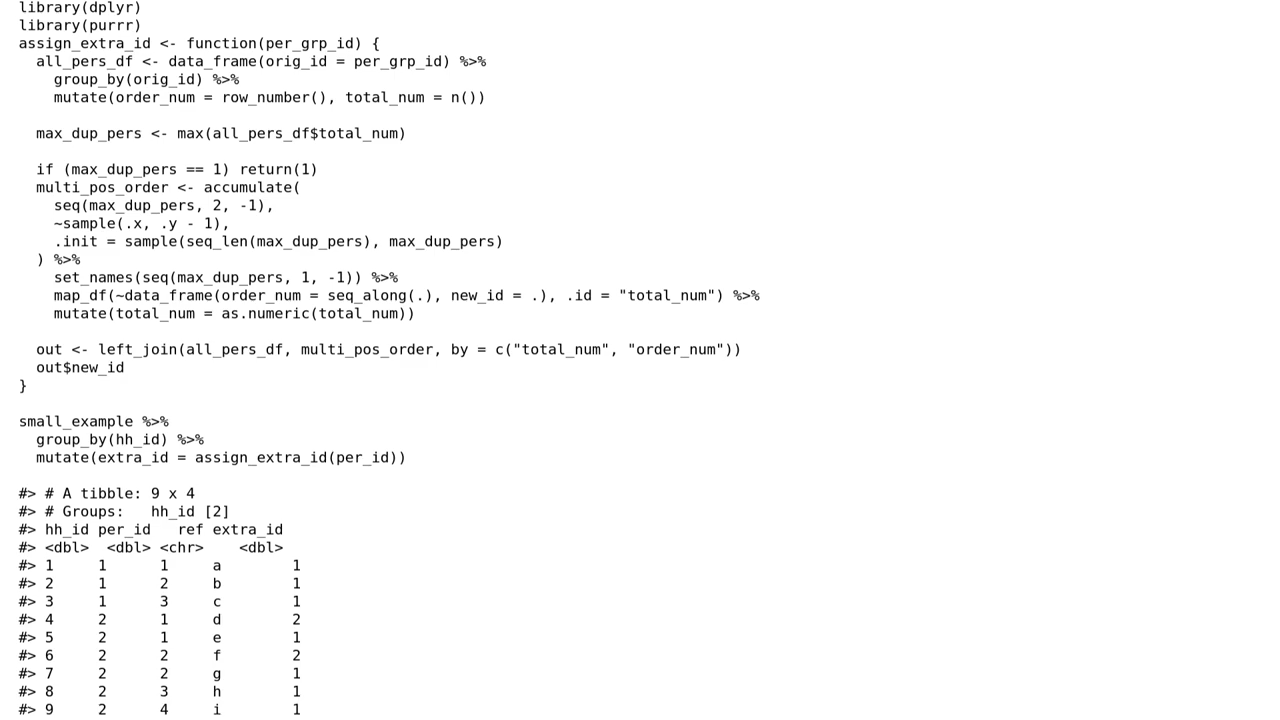 library(dplyr)
library(purrr)
assign_extra_id <- function(per_grp_id) {
  all_pers_df <- data_frame(orig_id = per_grp_id) %>%
    group_by(orig_id) %>%
    mutate(order_num = row_number(), total_num = n())

  max_dup_pers <- max(all_pers_df$total_num)

  if (max_dup_pers == 1) return(1)
  multi_pos_order <- accumulate(
    seq(max_dup_pers, 2, -1),
    ~sample(.x, .y - 1),
    .init = sample(seq_len(max_dup_pers), max_dup_pers)
  ) %>%
    set_names(seq(max_dup_pers, 1, -1)) %>%
    map_df(~data_frame(order_num = seq_along(.), new_id = .), .id = "total_num") %>%
    mutate(total_num = as.numeric(total_num))

  out <- left_join(all_pers_df, multi_pos_order, by = c("total_num", "order_num"))
  out$new_id
}

small_example %>%
  group_by(hh_id) %>%
  mutate(extra_id = assign_extra_id(per_id))

#> # A tibble: 9 x 4
#> # Groups:   hh_id [2]
#> hh_id per_id   ref extra_id
#> <dbl>  <dbl> <chr>    <dbl>
#> 1     1      1     a        1
#> 2     1      2     b        1
#> 3     1      3     c        1
#> 4     2      1     d        2
#> 5     2      1     e        1
#> 6     2      2     f        2
#> 7     2      2     g        1
#> 8     2      3     h        1
#> 9     2      4     i        1